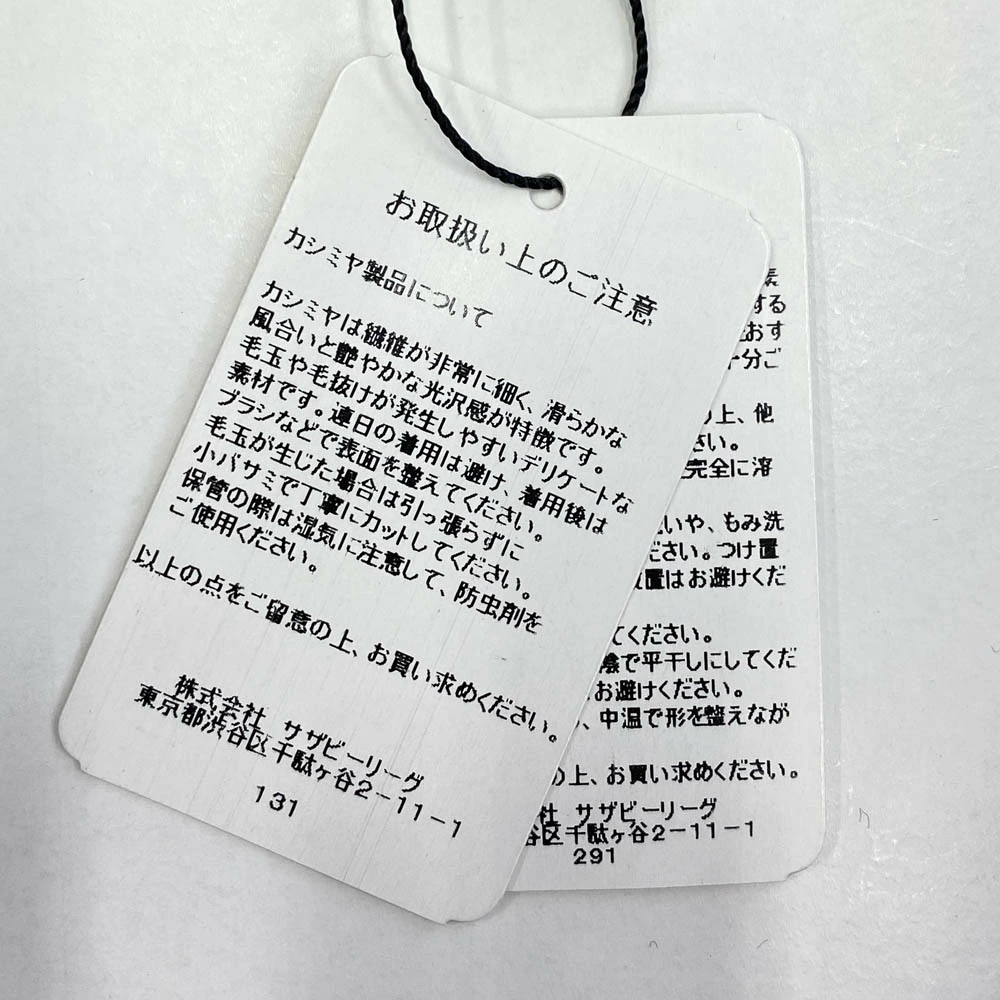 お取扱い上のご注意
カシミヤ製品について
カシミヤは繊維が非常に細く、滑らかな
風合いと艶やかな光沢感が特徴です。
毛玉や毛抜けが発生しやすいデリケートな
素材です。連日の着用は避け、着用後は
ブラシなどで表面を整えてください。
毛玉が生じた場合は引っ張らずに
小バサミで丁寧にカットしてください。
保管の際は湿気に注意して、防虫剤を
ご使用ください。
以上の点をご留意の上、お買い求めください。
株式会社 サザビーリーグ
東京都渋谷区千駄ヶ谷2-11-1
131
素
する
おす
十分ご
の上、他
さい。
完全に溶
洗いや、もみ洗
ださい。つけ置
放置はお避けくだ
てください。
陰で平干しにしてくだ
お避けください。
、中温で形を整えなが
の上、お買い求めください。
社 サザビーリーグ
谷区千駄ヶ谷2-11-1
291